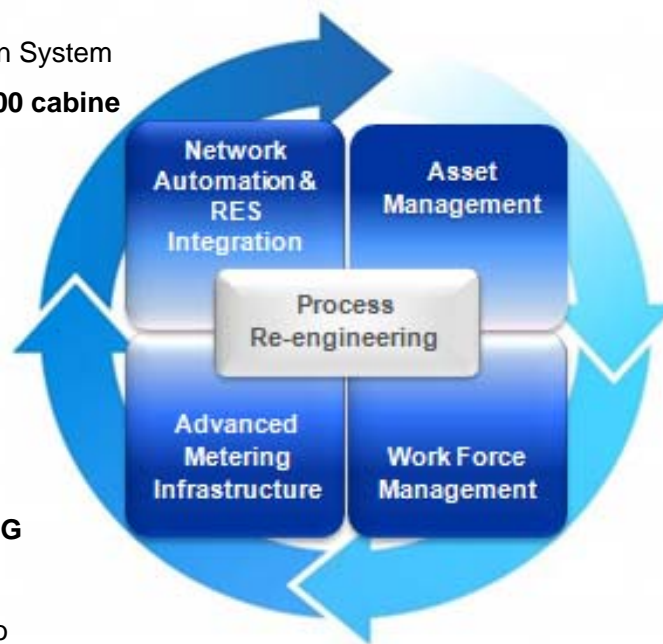 n System
00 cabine
Network
Automation &
RES
Integration
Asset
Management
Process
Re-engineering
Advanced
Metering
Infrastructure
Work Force
Management
G
o